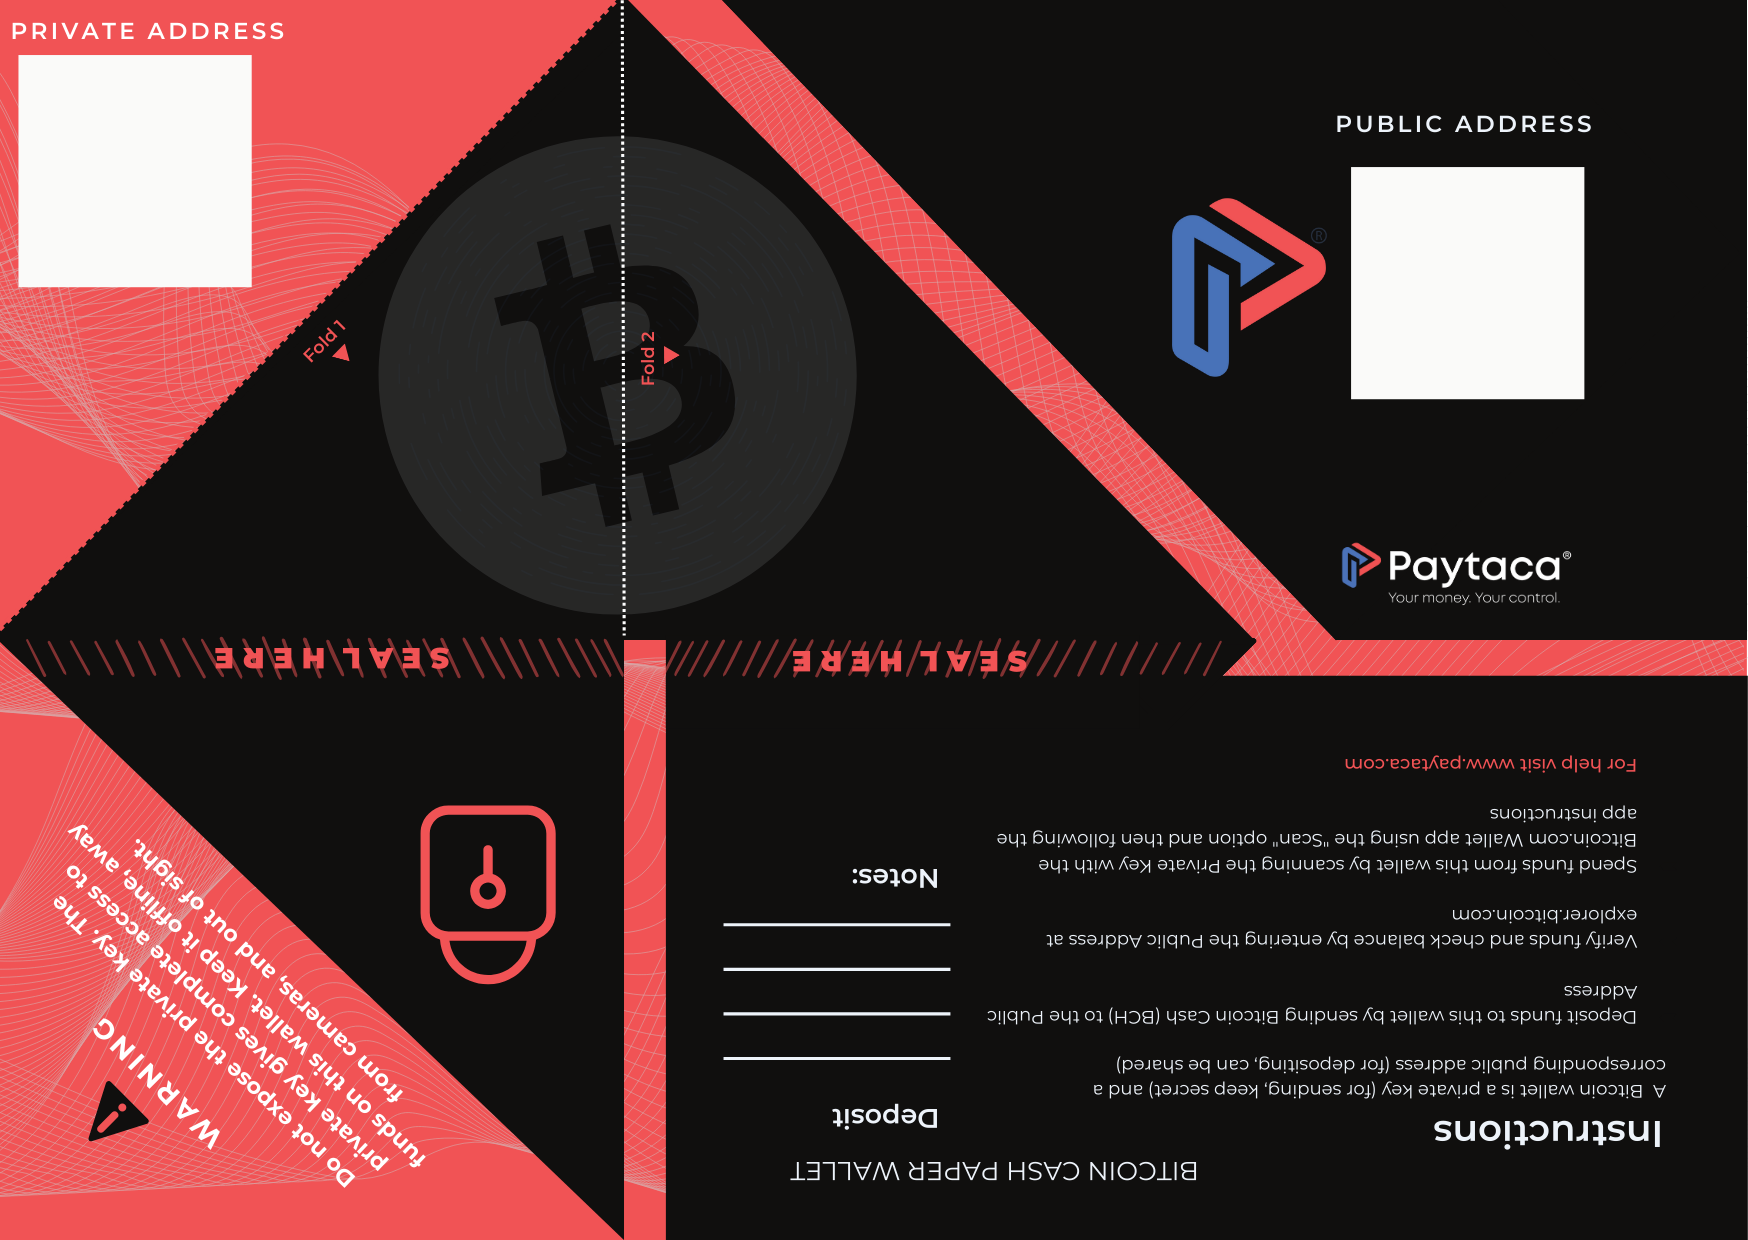 PRIVATE ADDRESS
PUBLIC ADDRESS
®
Fold 1
Fold 2
Paytaca®
Your money. Your control.
SEAL HERE
SEAL HERE
WARNING
Do not expose the private key. The
private key gives complete access to
funds on this wallet. Keep it offline, away
from cameras, and out of sight.
BITCOIN CASH PAPER WALLET
Instructions
A Bitcoin wallet is a private key (for sending, keep secret) and a
corresponding public address (for depositing, can be shared)
Deposit funds to this wallet by sending Bitcoin Cash (BCH) to the Public
Address
Verify funds and check balance by entering the Public Address at
explorer.bitcoin.com
Spend funds from this wallet by scanning the Private Key with the
Bitcoin.com Wallet app using the "Scan" option and then following the
app instructions
For help visit www.paytaca.com
Deposit
Notes: